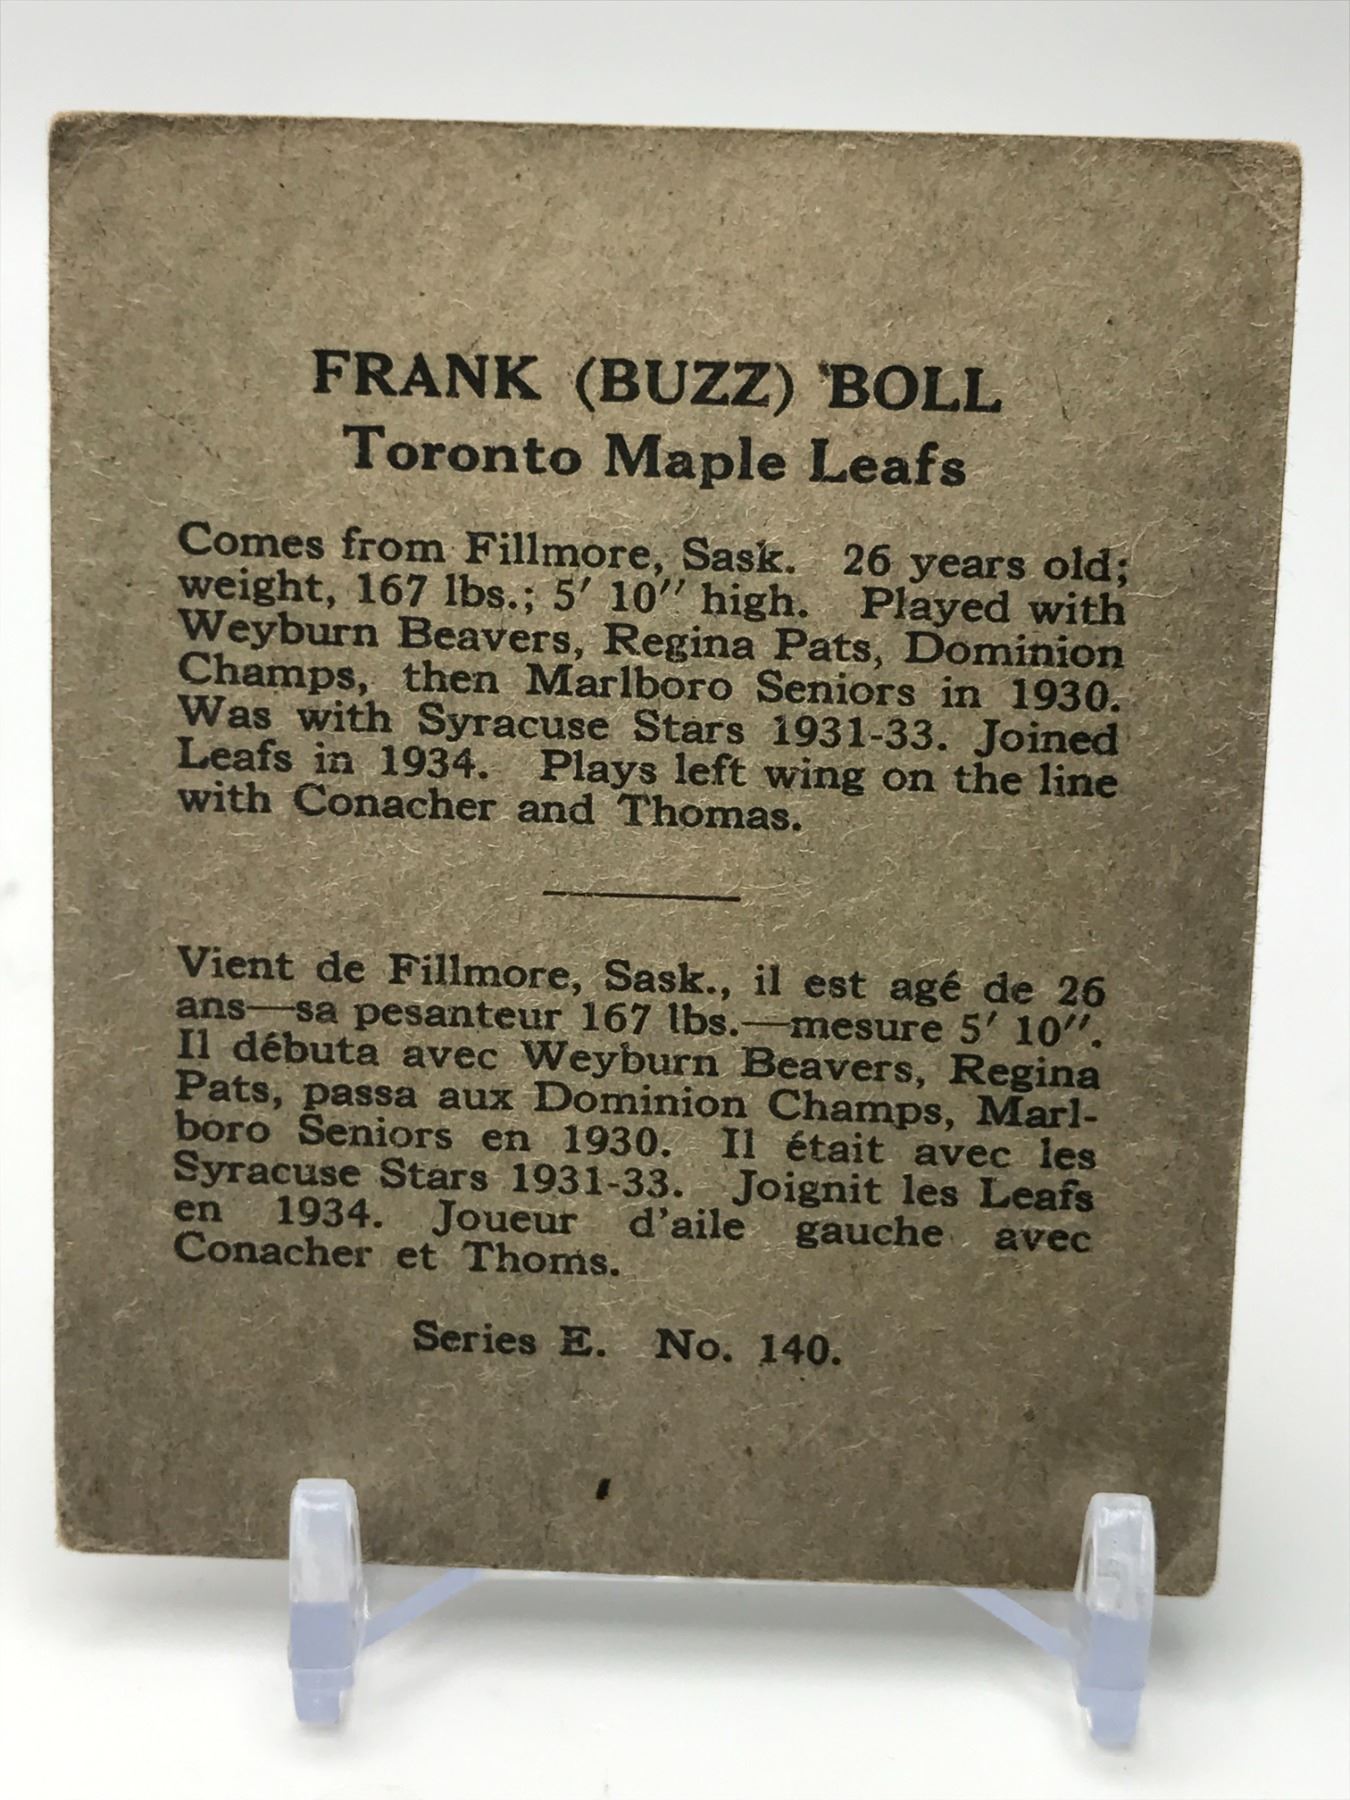 FRANK (BUZZ) BOLL
Toronto Maple Leafs
Comes from Fillmore, Sask. 26 years old;
weight, 167 lbs.; 5′ 10″ high. Played with
Weyburn Beavers, Regina Pats, Dominion
Champs, then Marlboro Seniors in 1930.
Was with Syracuse Stars 1931-33. Joined
Leafs in 1934. Plays left wing on the line
with Conacher and Thomas.
Vient de Fillmore, Sask., il est agé de 26
ans—sa pesanteur 167 lbs.—mesure 5′ 10″.
Il débuta avec Weyburn Beavers, Regina
Pats, passa aux Dominion Champs, Marl-
boro Seniors en 1930. Il était avec les
Syracuse Stars 1931-33. Joignit les Leafs
en 1934. Joueur d'aile gauche avec
Conacher et Thoms.
Series E. No. 140.